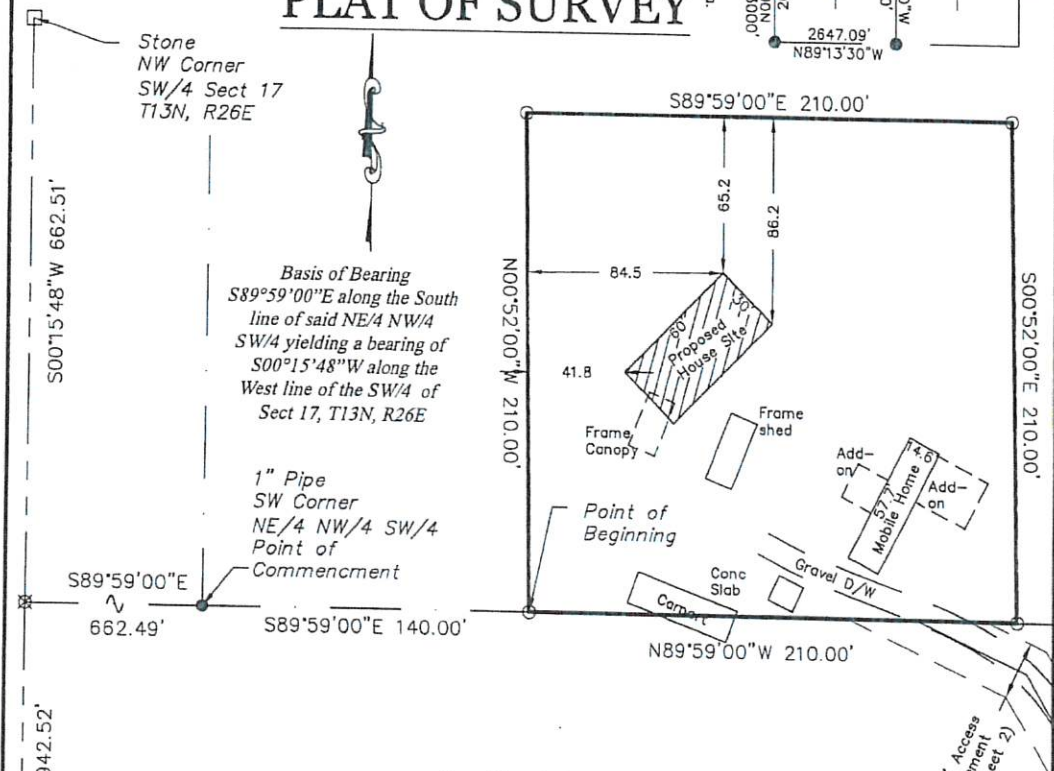 PLAT OF SURVEY
2647.09'
N89°13'30"W
Stone
NW Corner
SW/4 Sect 17
T13N, R26E
S00°15'48"W 662.51'
Basis of Bearing
S89°59'00"E along the South
line of said NE/4 NW/4
SW/4 yielding a bearing of
S00°15'48"W along the
West line of the SW/4 of
Sect 17, T13N, R26E
1" Pipe
SW Corner
NE/4 NW/4 SW/4
Point of
Commencment
S89°59'00"E
662.49'
S89°59'00"E 140.00'
942.52'
S89°59'00"E 210.00'
N00°52'00"W 210.00'
S00°52'00"E 210.00'
N89°59'00"W 210.00'
65.2
86.2
84.5
41.8
60'
30'
Proposed
House Site
Frame
Canopy
Frame
shed
Add-
on
14.6
57.7
Mobile Home
Add-
on
Point of
Beginning
Conc
Slab
Carport
Gravel D/W
Access